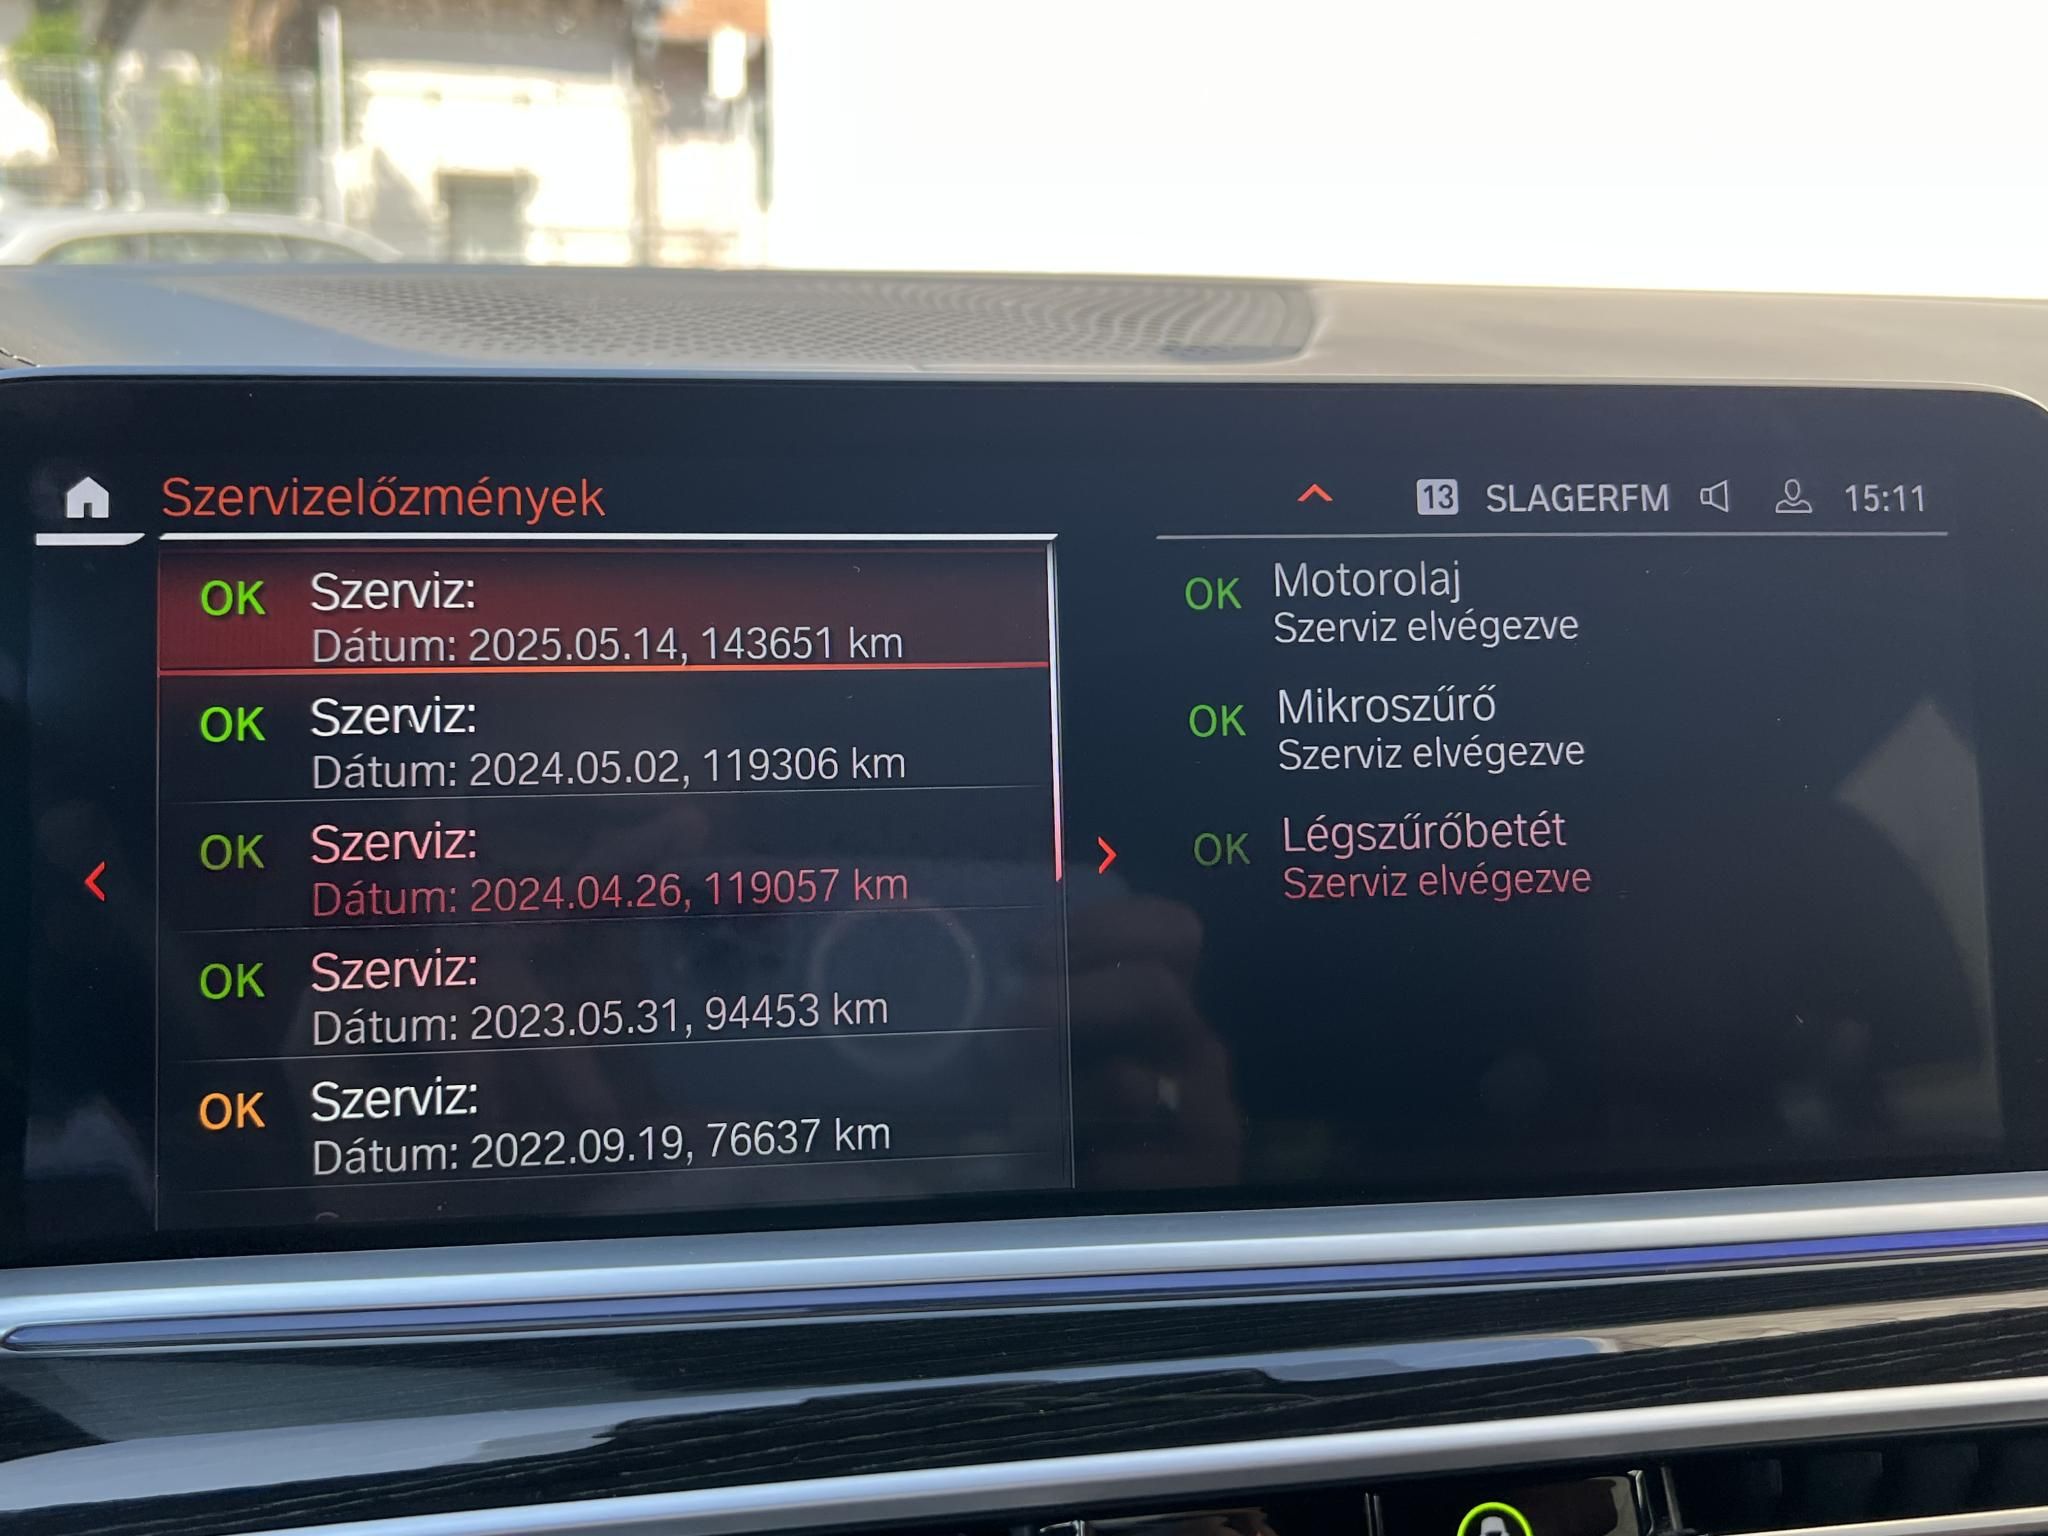 Szervizelőzmények
13 SLAGERFM 15:11
OK Szerviz:
Dátum: 2025.05.14, 143651 km
OK Szerviz:
Dátum: 2024.05.02, 119306 km
OK Szerviz:
Dátum: 2024.04.26, 119057 km
OK Szerviz:
Dátum: 2023.05.31, 94453 km
OK Szerviz:
Dátum: 2022.09.19, 76637 km
OK Motorolaj
Szerviz elvégezve
OK Mikroszűrő
Szerviz elvégezve
OK Légszűrőbetét
Szerviz elvégezve